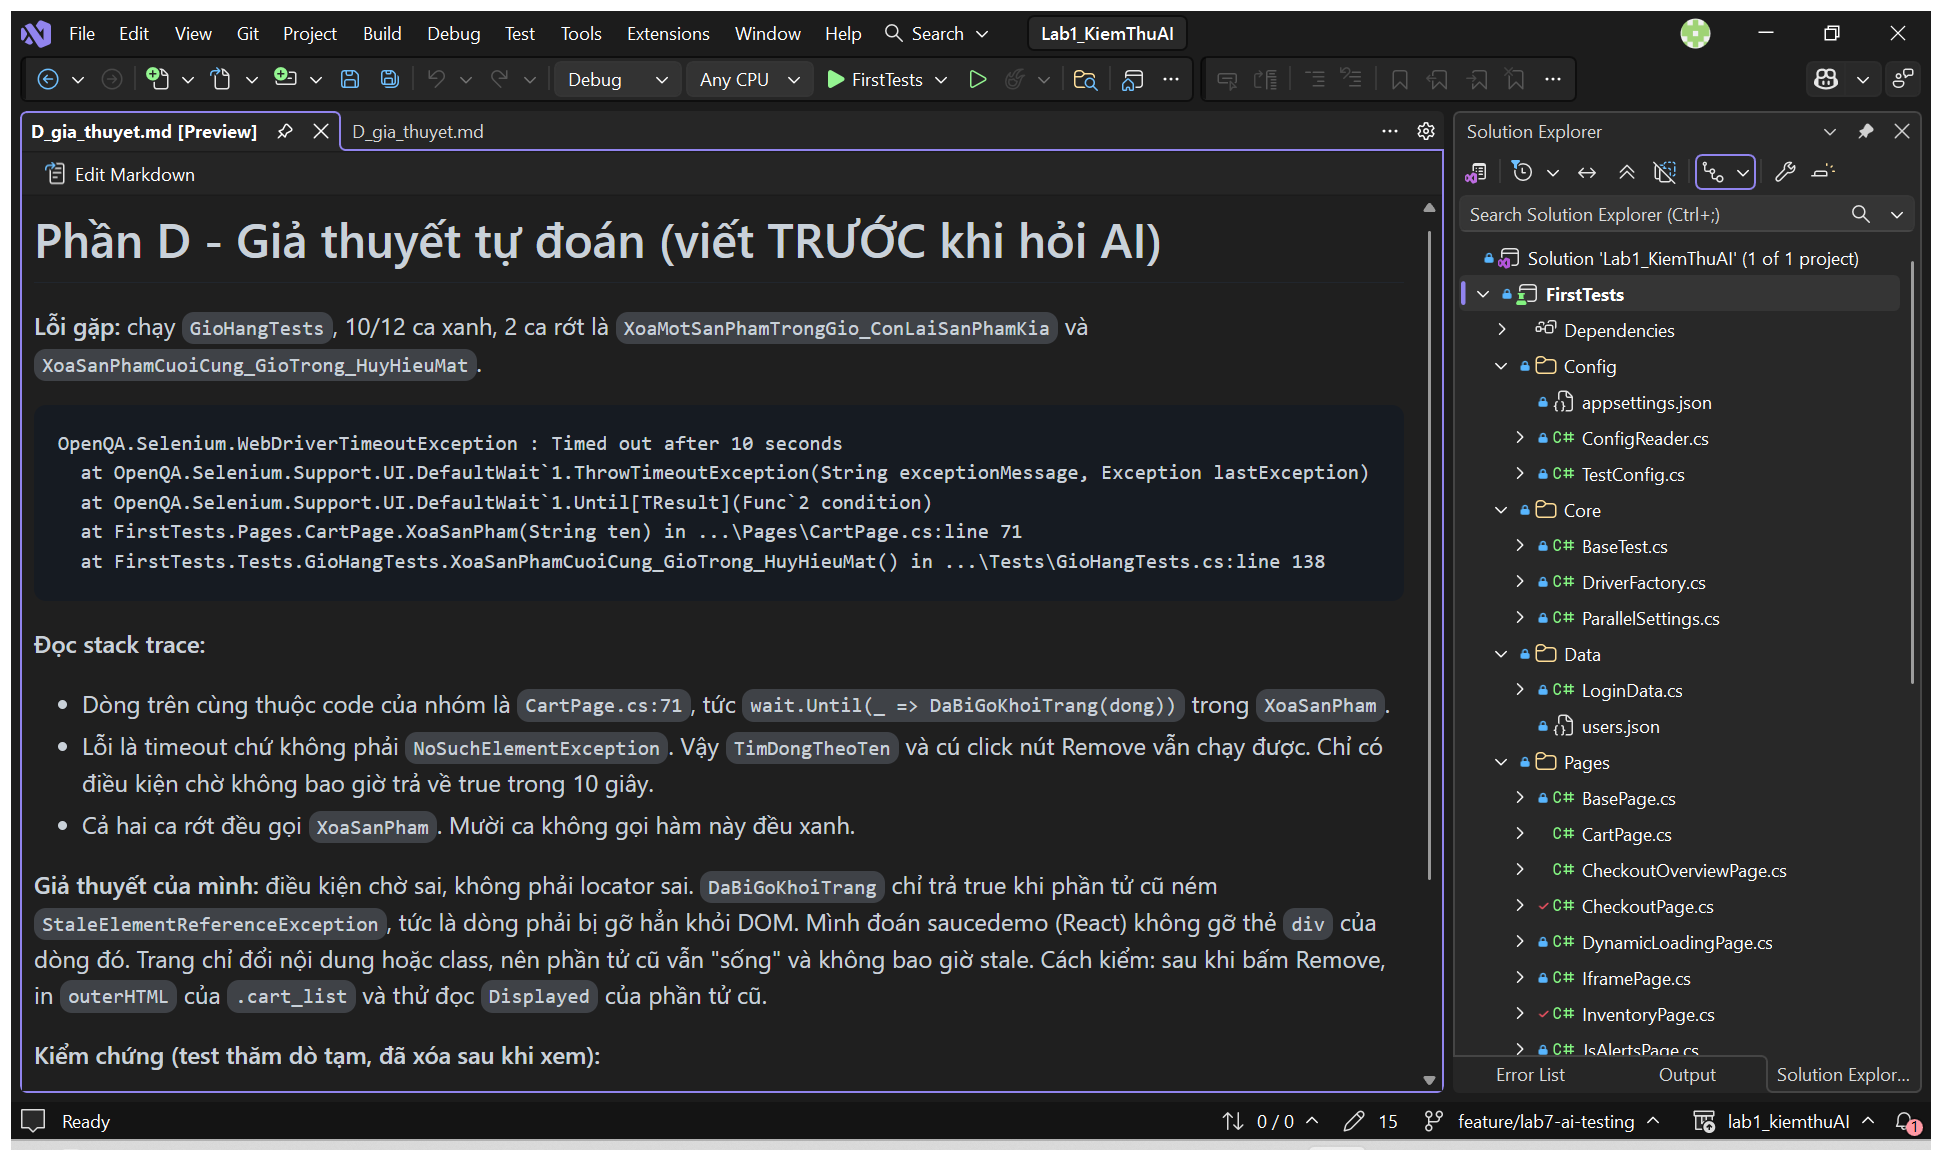 File Edit View Git Project Build Debug Test Tools Extensions Window Help Search Lab1_KiemThuAI
Debug Any CPU FirstTests
D_gia_thuyet.md [Preview] D_gia_thuyet.md
Edit Markdown
Phần D - Giả thuyết tự đoán (viết TRƯỚC khi hỏi AI)
Lỗi gặp: chạy GioHangTests, 10/12 ca xanh, 2 ca rớt là XoaMotSanPhamTrongGio_ConLaiSanPhamKia và
XoaSanPhamCuoiCung_GioTrong_HuyHieuMat.
OpenQA.Selenium.WebDriverTimeoutException : Timed out after 10 seconds
at OpenQA.Selenium.Support.UI.DefaultWait`1.ThrowTimeoutException(String exceptionMessage, Exception lastException)
at OpenQA.Selenium.Support.UI.DefaultWait`1.Until[TResult](Func`2 condition)
at FirstTests.Pages.CartPage.XoaSanPham(String ten) in ...\Pages\CartPage.cs:line 71
at FirstTests.Tests.GioHangTests.XoaSanPhamCuoiCung_GioTrong_HuyHieuMat() in ...\Tests\GioHangTests.cs:line 138
Đọc stack trace:
• Dòng trên cùng thuộc code của nhóm là CartPage.cs:71, tức wait.Until(_ => DaBiGoKhoiTrang(dong)) trong XoaSanPham.
• Lỗi là timeout chứ không phải NoSuchElementException. Vậy TimDongTheoTen và cú click nút Remove vẫn chạy được. Chỉ có
điều kiện chờ không bao giờ trả về true trong 10 giây.
• Cả hai ca rớt đều gọi XoaSanPham. Mười ca không gọi hàm này đều xanh.
Giả thuyết của mình: điều kiện chờ sai, không phải locator sai. DaBiGoKhoiTrang chỉ trả true khi phần tử cũ ném
StaleElementReferenceException, tức là dòng phải bị gỡ hẳn khỏi DOM. Mình đoán saucedemo (React) không gỡ thẻ div của
dòng đó. Trang chỉ đổi nội dung hoặc class, nên phần tử cũ vẫn "sống" và không bao giờ stale. Cách kiểm: sau khi bấm Remove,
in outerHTML của .cart_list và thử đọc Displayed của phần tử cũ.
Kiểm chứng (test thăm dò tạm, đã xóa sau khi xem):
Solution Explorer
Search Solution Explorer (Ctrl+;)
Solution 'Lab1_KiemThuAI' (1 of 1 project)
FirstTests
Dependencies
Config
appsettings.json
C# ConfigReader.cs
C# TestConfig.cs
Core
C# BaseTest.cs
C# DriverFactory.cs
C# ParallelSettings.cs
Data
C# LoginData.cs
users.json
Pages
C# BasePage.cs
C# CartPage.cs
C# CheckoutOverviewPage.cs
C# CheckoutPage.cs
C# DynamicLoadingPage.cs
C# IframePage.cs
C# InventoryPage.cs
C# JsAlertsPage.cs
Error List Output Solution Explor...
Ready 0 / 0 15 feature/lab7-ai-testing lab1_kiemthuAI 1